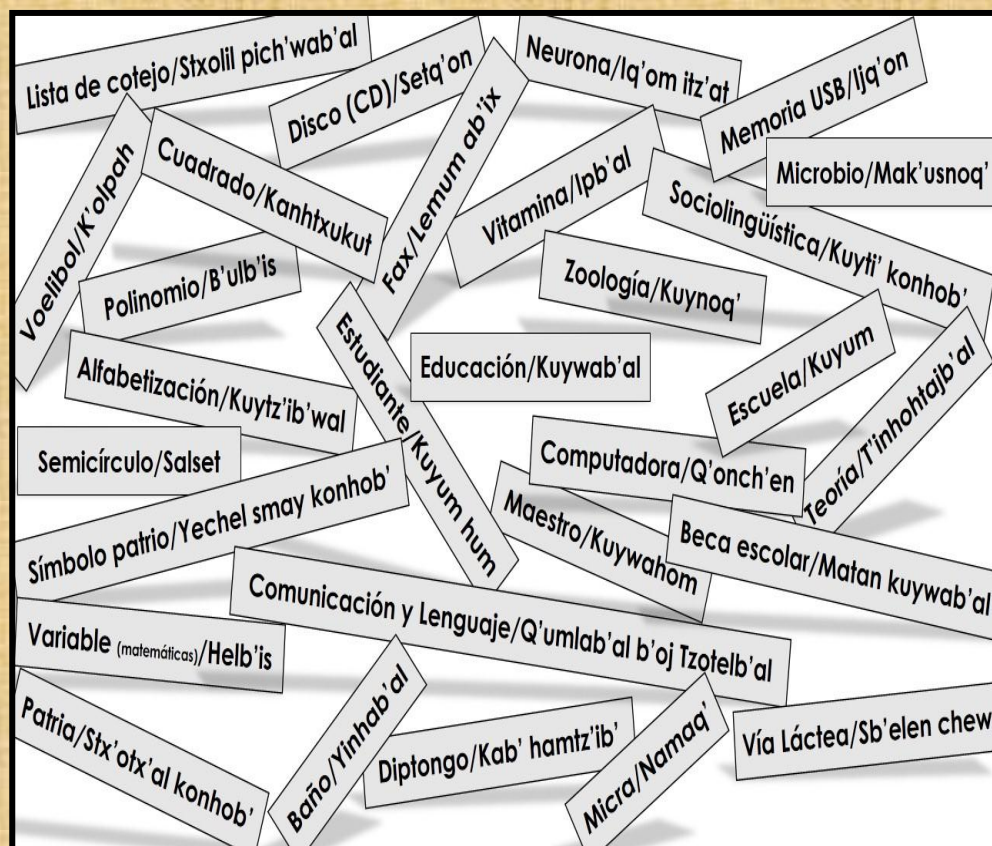 Lista de cotejo/Stxolil pich'wab'al
Disco (CD)/Setq'on
Neurona/Iq'om itz'at
Memoria USB/Ijq'on
Voelibol/K'olpah
Cuadrado/Kanhtxukut
Fax/Lemum ab'ix
Vitamina/Ipb'al
Microbio/Mak'usnoq'
Sociolingüística/Kuyti' konhob'
Polinomio/B'ulb'is
Zoología/Kuynoq'
Alfabetización/Kuytz'ib'wal
Estudiante/Kuyum hum
Educación/Kuywab'al
Escuela/Kuyum
Teoría/T'inhohtajb'al
Semicírculo/Salset
Computadora/Q'onch'en
Símbolo patrio/Yechel smay konhob'
Maestro/Kuywahom
Beca escolar/Matan kuywab'al
Comunicación y Lenguaje/Q'umlab'al b'oj Tzotelb'al
Variable (matemáticas)/Helb'is
Patria/Stx'otx'al konhob'
Baño/Yinhab'al
Diptongo/Kab' hamtz'ib'
Micra/Namaq'
Vía Láctea/Sb'elen chew